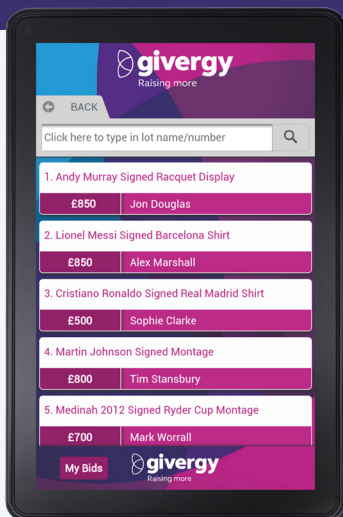 givergy
Raising more
BACK
Click here to type in lot name/number
1. Andy Murray Signed Racquet Display
£850 Jon Douglas
2. Lionel Messi Signed Barcelona Shirt
£850 Alex Marshall
3. Cristiano Ronaldo Signed Real Madrid Shirt
£500 Sophie Clarke
4. Martin Johnson Signed Montage
£800 Tim Stansbury
5. Medinah 2012 Signed Ryder Cup Montage
£700 Mark Worrall
My Bids givergy
Raising more